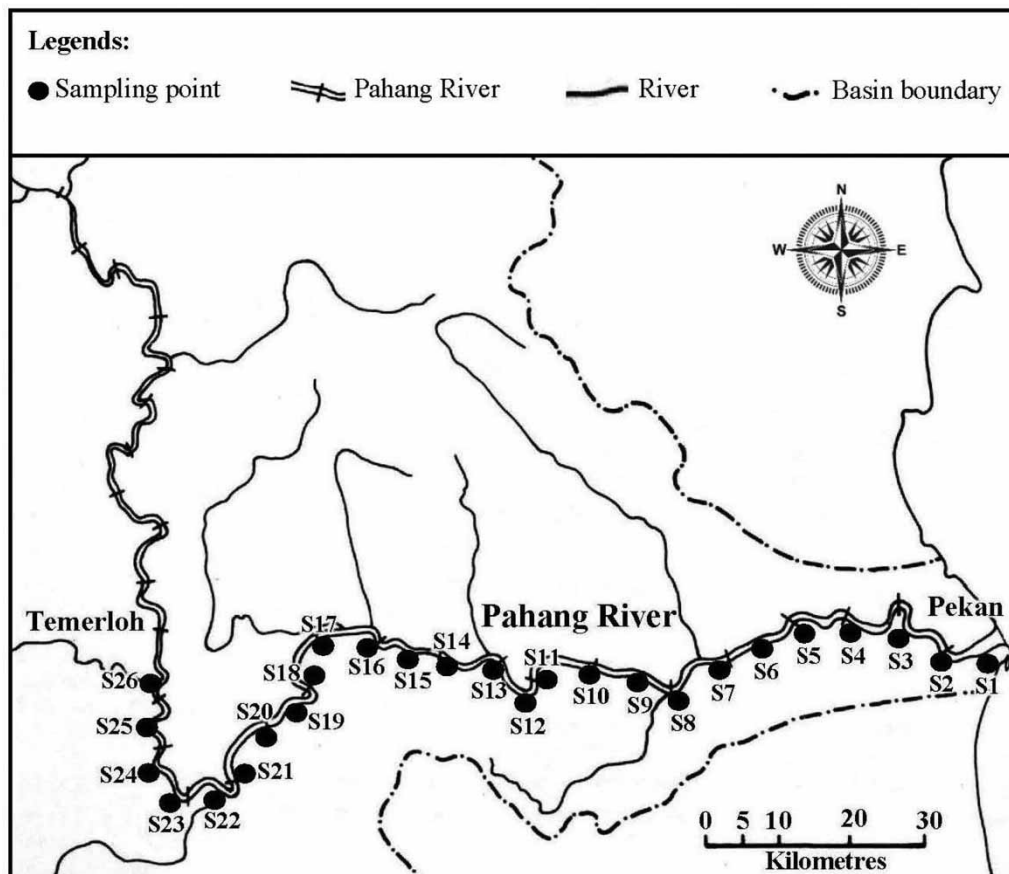 Legends:
Sampling point Pahang River River Basin boundary
N
W E
S
Temerloh
Pahang River
Pekan
S17
S18
S16
S15
S14
S13
S11
S12
S10
S9
S8
S7
S6
S5
S4
S3
S2
S1
S26
S25
S24
S23
S22
S21
S20
S19
0 5 10 20 30
Kilometres